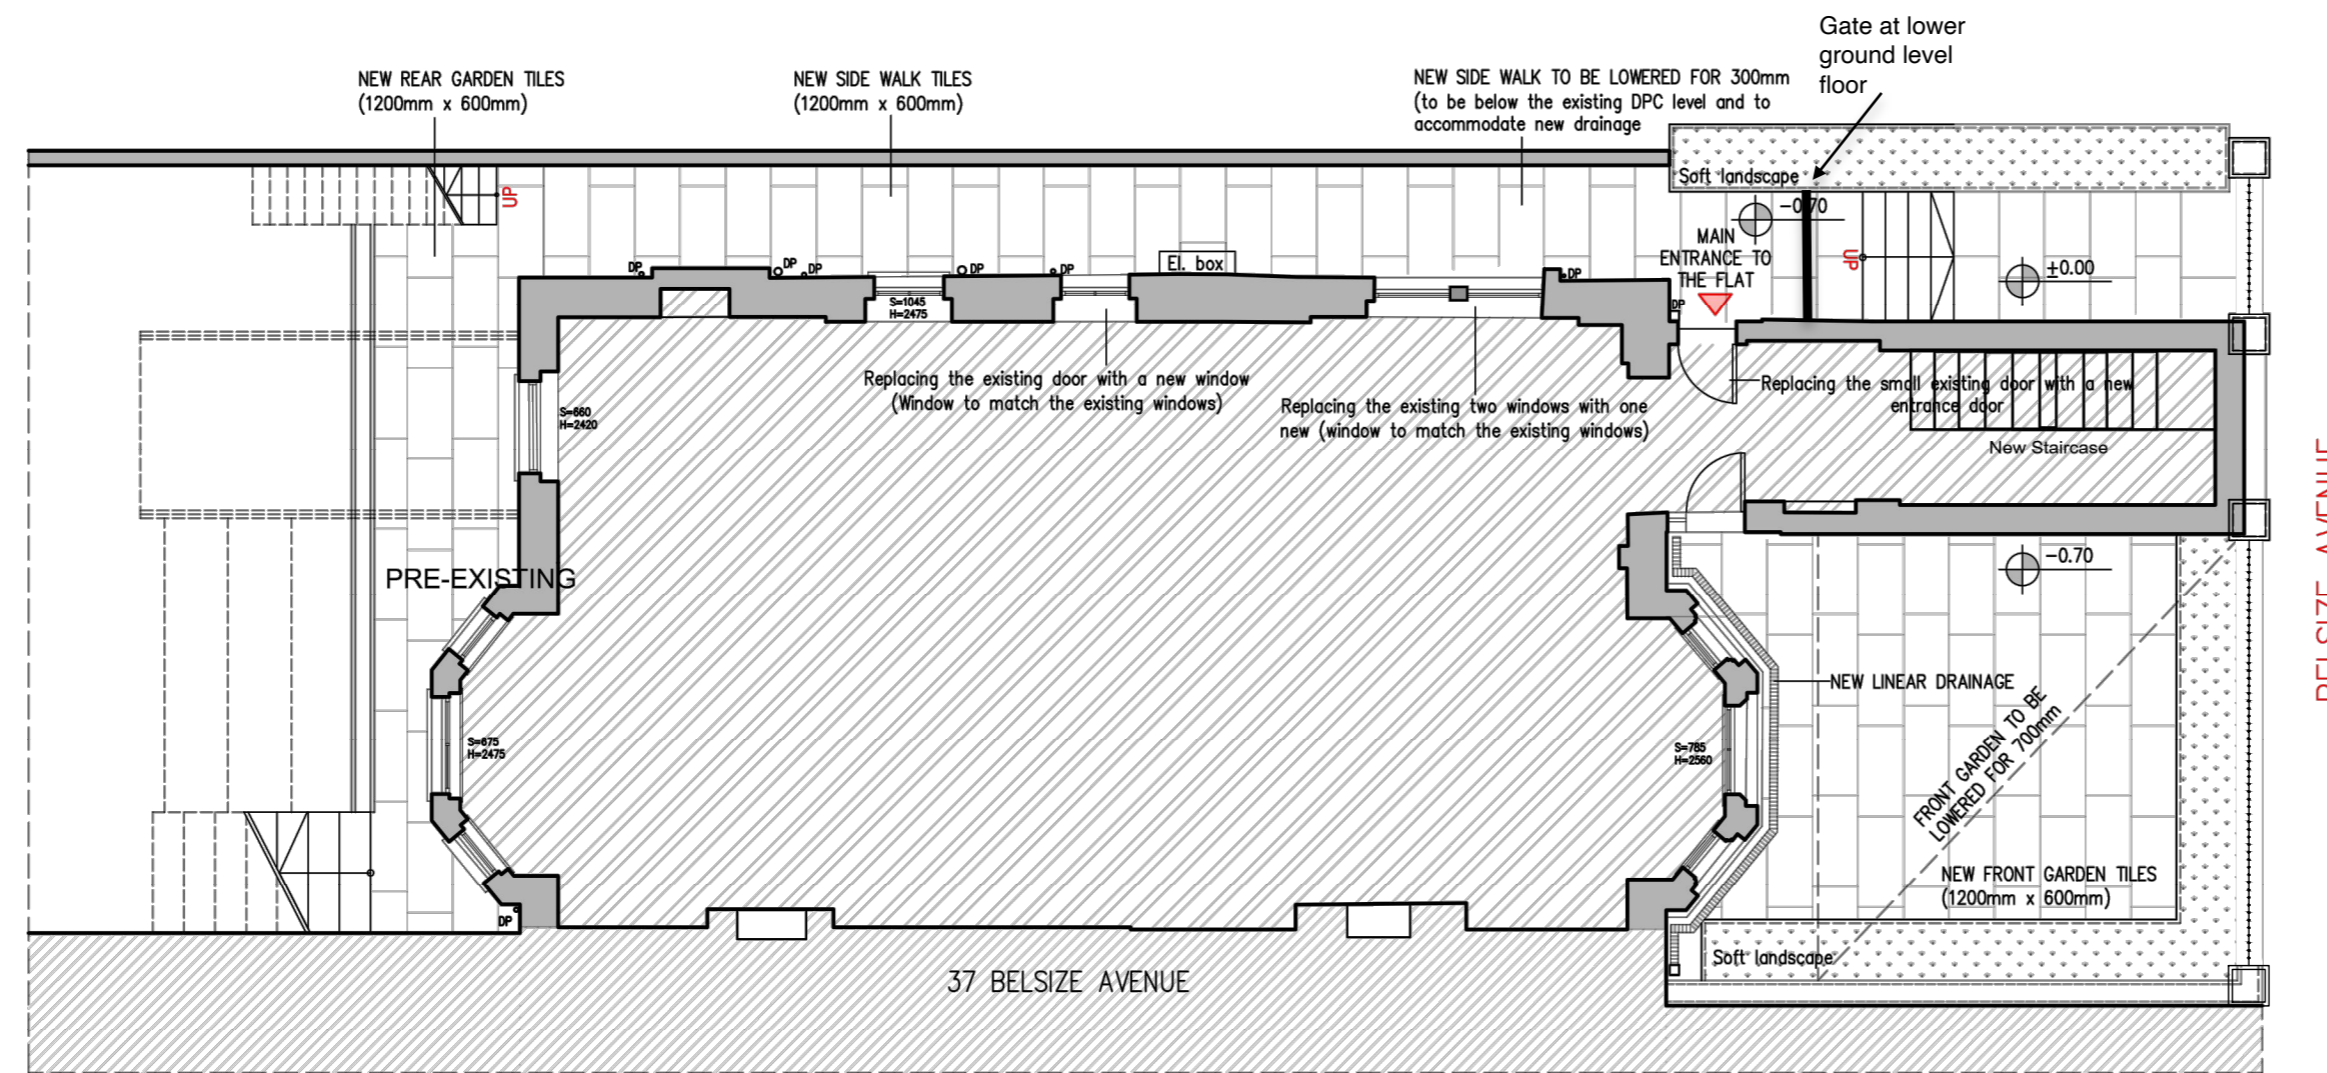 Gate at lower
ground level
floor
NEW REAR GARDEN TILES
(1200mm x 600mm)
NEW SIDE WALK TILES
(1200mm x 600mm)
NEW SIDE WALK TO BE LOWERED FOR 300mm
(to be below the existing DPC level and to
accommodate new drainage
Soft landscape
UP
-0.70
MAIN
ENTRANCE TO
THE FLAT
UP
±0.00
DP
DP
DP
DP
DP
El. box
DP
DP
S=1045
H=2475
Replacing the existing door with a new window
(Window to match the existing windows)
Replacing the existing two windows with one
new (window to match the existing windows)
Replacing the small existing door with a new
entrance door
New Staircase
S=660
H=2420
BELSIZE AVENUE
PRE-EXISTING
-0.70
NEW LINEAR DRAINAGE
S=675
H=2475
S=785
H=2560
FRONT GARDEN TO BE
LOWERED FOR 700mm
NEW FRONT GARDEN TILES
(1200mm x 600mm)
DP
Soft landscape
37 BELSIZE AVENUE